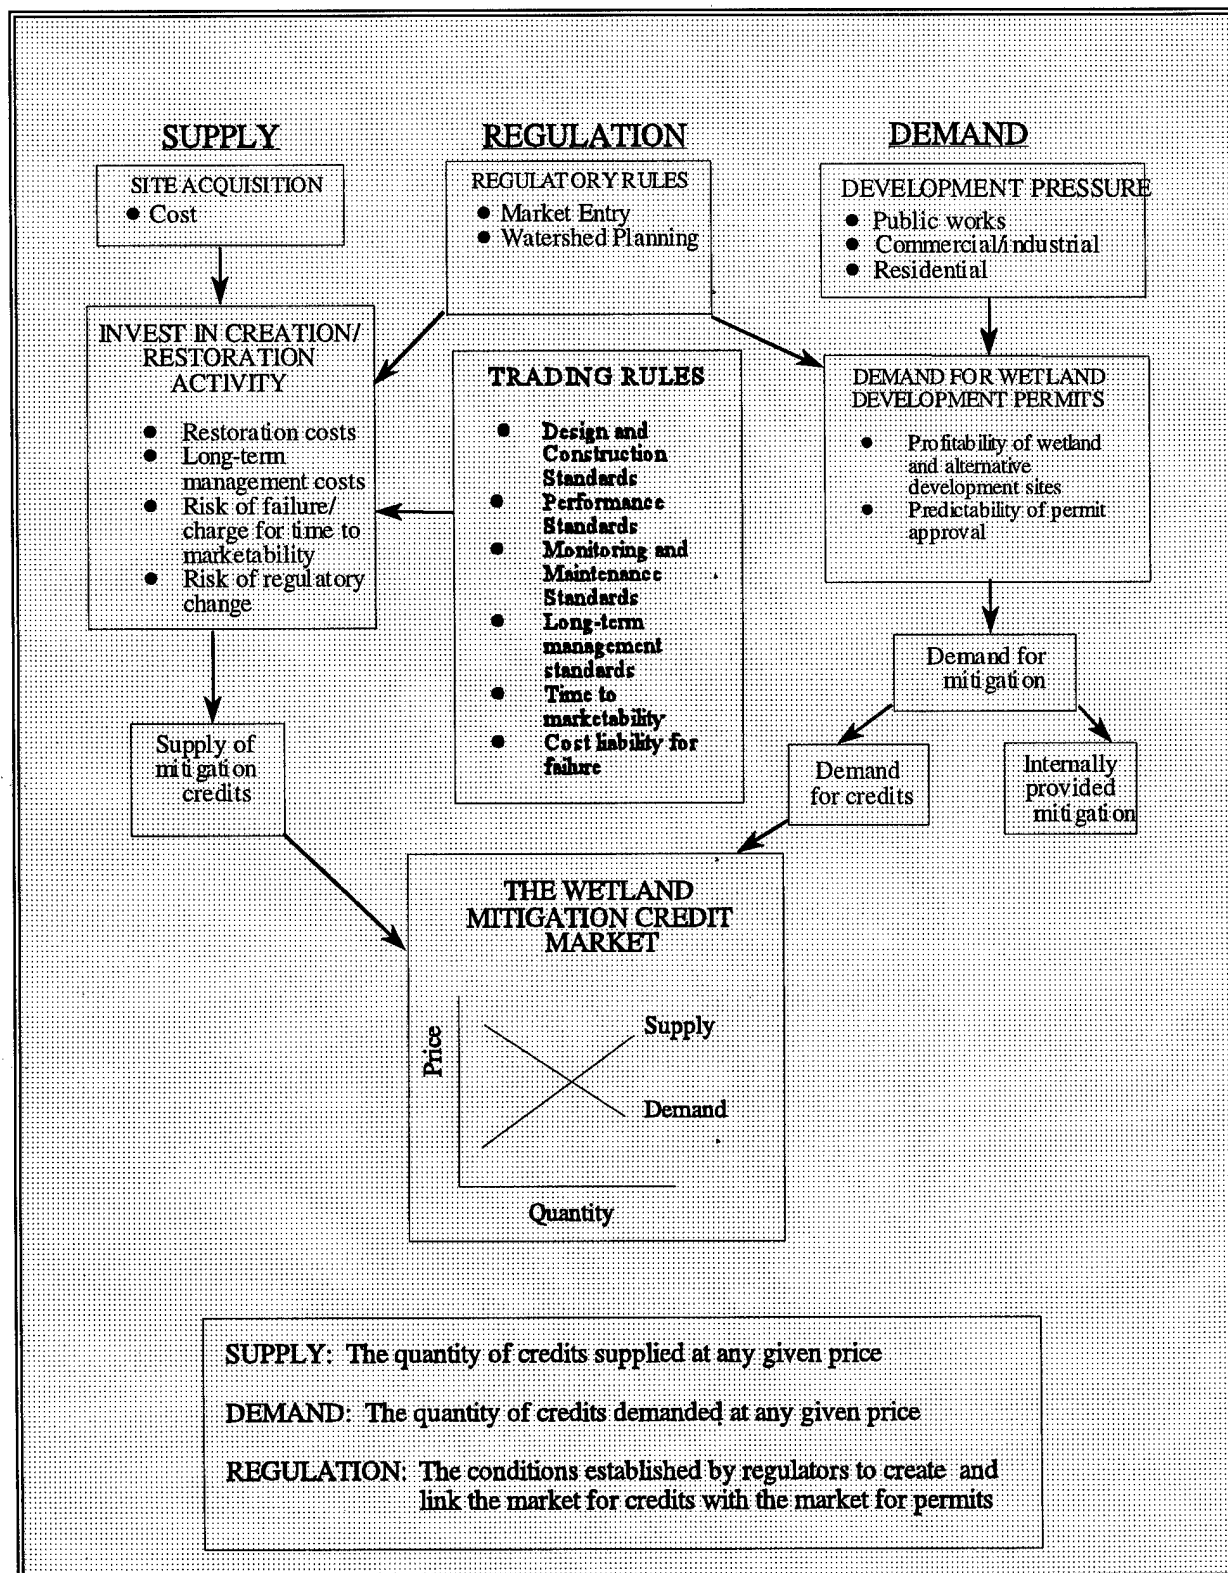 SUPPLY
SITE ACQUISITION
● Cost
INVEST IN CREATION/
RESTORATION
ACTIVITY
● Restoration costs
● Long-term
management costs
● Risk of failure/
charge for time to
marketability
● Risk of regulatory
change
Supply of
mitigation
credits
REGULATION
REGULATORY RULES
● Market Entry
● Watershed Planning
TRADING RULES
● Design and
Construction
Standards
● Performance
Standards
● Monitoring and
Maintenance
Standards
● Long-term
management
standards
● Time to
marketability
● Cost liability for
failure
DEMAND
DEVELOPMENT PRESSURE
● Public works
● Commercial/industrial
● Residential
DEMAND FOR WETLAND
DEVELOPMENT PERMITS
● Profitability of wetland
and alternative
development sites
● Predictability of permit
approval
Demand for
mitigation
Demand
for credits
Internally
provided
mitigation
THE WETLAND
MITIGATION CREDIT
MARKET
Price
Supply
Demand
Quantity
SUPPLY: The quantity of credits supplied at any given price
DEMAND: The quantity of credits demanded at any given price
REGULATION: The conditions established by regulators to create and
link the market for credits with the market for permits